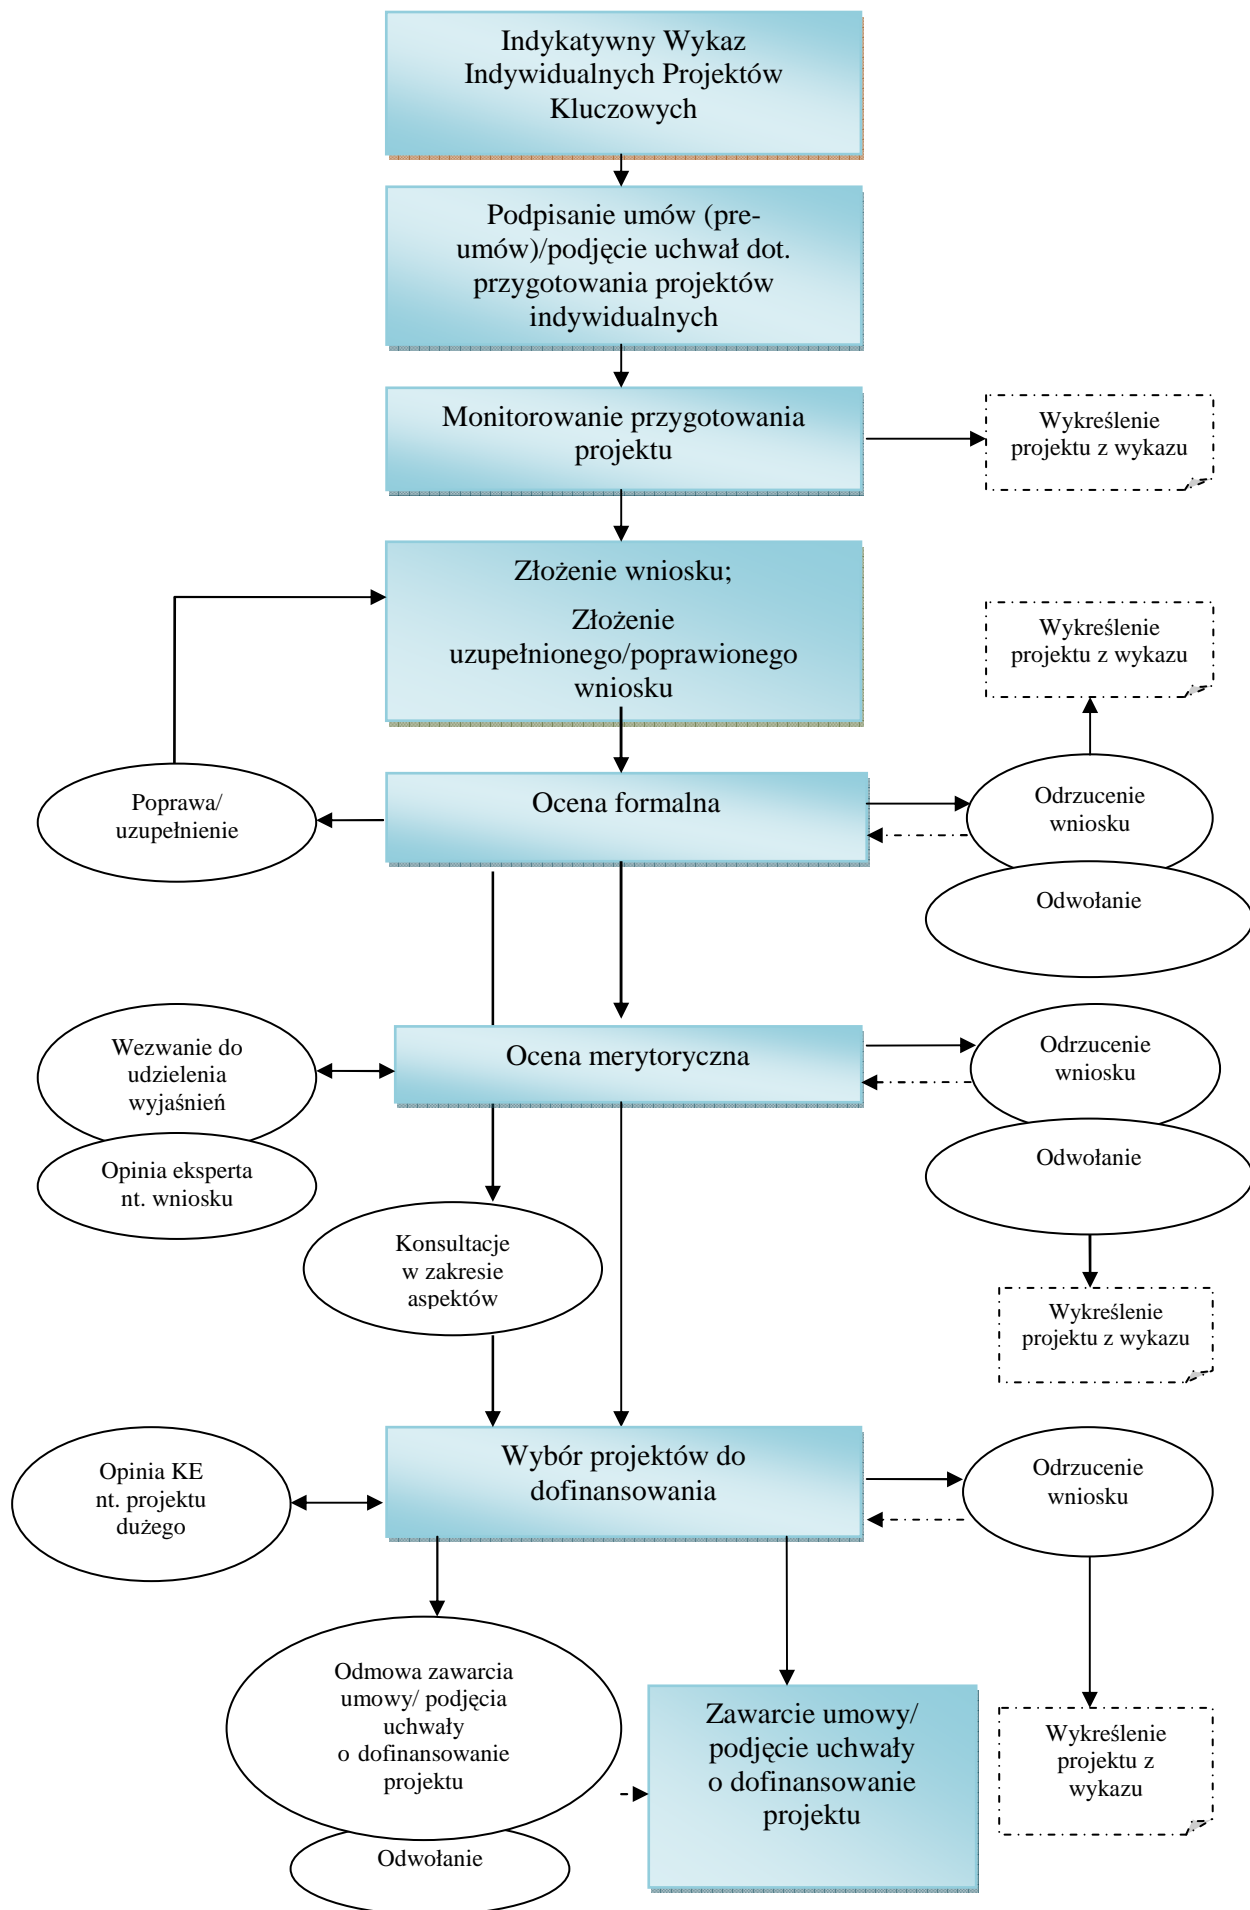 Indykatywny Wykaz
Indywidualnych Projektów
Kluczowych
Podpisanie umów (pre-
umów)/podjęcie uchwał dot.
przygotowania projektów
indywidualnych
Monitorowanie przygotowania
projektu
Wykreślenie
projektu z wykazu
Złożenie wniosku;
Złożenie
uzupełnionego/poprawionego
wniosku
Wykreślenie
projektu z wykazu
Poprawa/
uzupełnienie
Ocena formalna
Odrzucenie
wniosku
Odwołanie
Wezwanie do
udzielenia
wyjaśnień
Opinia eksperta
nt. wniosku
Ocena merytoryczna
Odrzucenie
wniosku
Odwołanie
Konsultacje
w zakresie
aspektów
Wykreślenie
projektu z wykazu
Opinia KE
nt. projektu
dużego
Wybór projektów do
dofinansowania
Odrzucenie
wniosku
Odmowa zawarcia
umowy/ podjęcia
uchwały
o dofinansowanie
projektu
Odwołanie
Zawarcie umowy/
podjęcie uchwały
o dofinansowanie
projektu
Wykreślenie
projektu z
wykazu